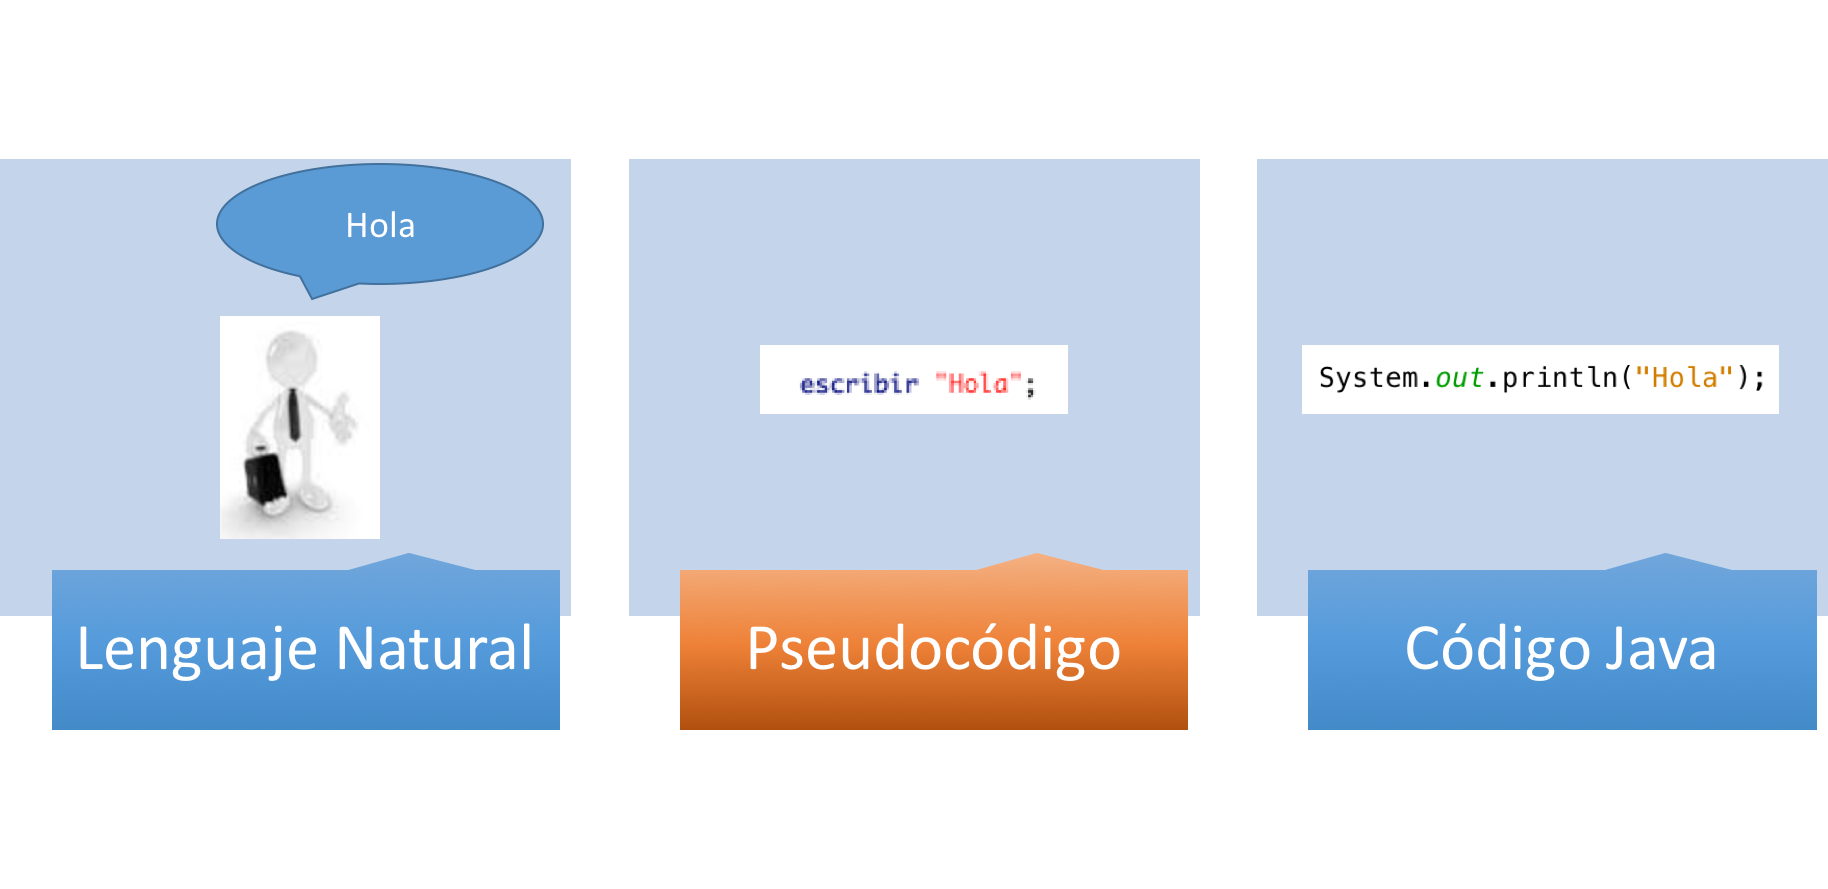 Hola
Lenguaje Natural
escribir "Hola";
Pseudocódigo
System.out.println("Hola");
Código Java